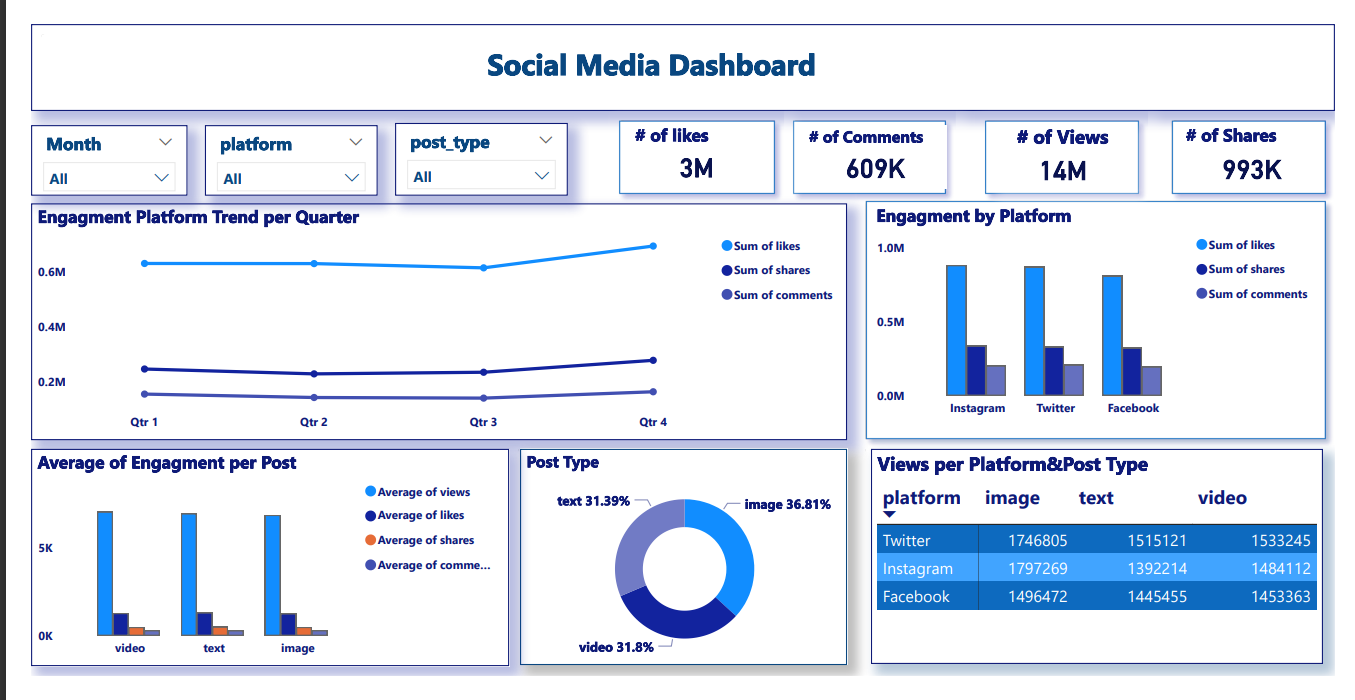 Social Media Dashboard
Month
All
platform
All
post_type
All
# of likes
3M
# of Comments
609K
# of Views
14M
# of Shares
993K
Engagment Platform Trend per Quarter
Sum of likes
Sum of shares
Sum of comments
0.6M
0.4M
0.2M
Qtr 1 Qtr 2 Qtr 3 Qtr 4
Engagment by Platform
Sum of likes
Sum of shares
Sum of comments
1.0M
0.5M
0.0M
Instagram Twitter Facebook
Average of Engagment per Post
Average of views
Average of likes
Average of shares
Average of comme...
5K
0K
video text image
Post Type
text 31.39%
image 36.81%
video 31.8%
Views per Platform&Post Type
platform image text video
Twitter 1746805 1515121 1533245
Instagram 1797269 1392214 1484112
Facebook 1496472 1445455 1453363